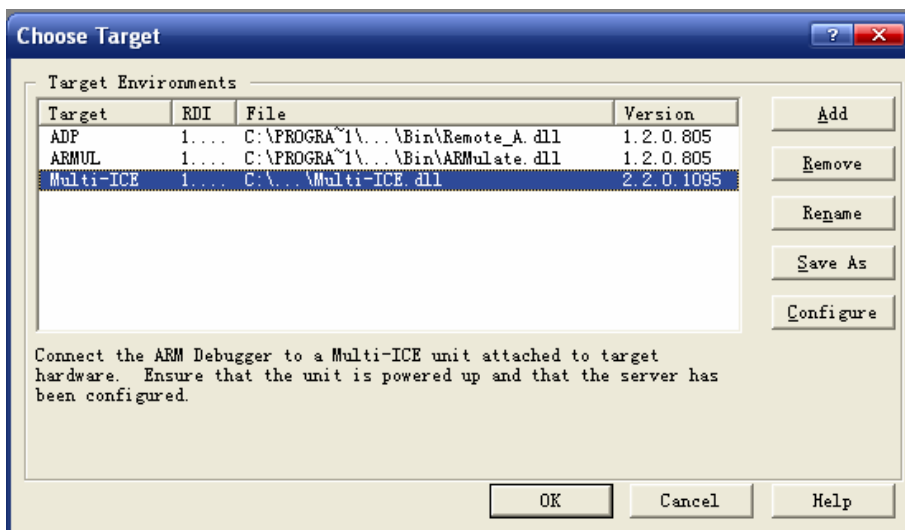 Choose Target
Target Environments
Target RDI File Version
ADP 1.... C:\PROGRA~1\...\Bin\Remote_A.dll 1.2.0.805
ARMUL 1.... C:\PROGRA~1\...\Bin\ARMulate.dll 1.2.0.805
Multi-ICE 1.... C:\...\Multi-ICE.dll 2.2.0.1095
Add
Remove
Rename
Save As
Configure
Connect the ARM Debugger to a Multi-ICE unit attached to target
hardware. Ensure that the unit is powered up and that the server has
been configured.
OK Cancel Help